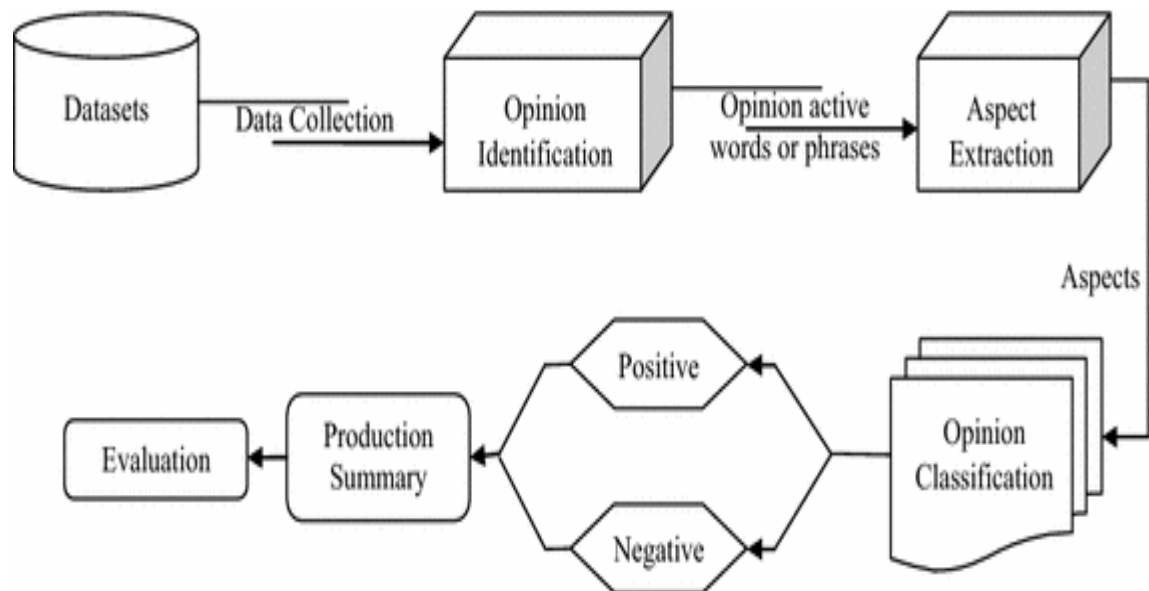 Datasets
Data Collection
Opinion
Identification
Opinion active
words or phrases
Aspect
Extraction
Aspects
Opinion
Classification
Positive
Negative
Production
Summary
Evaluation